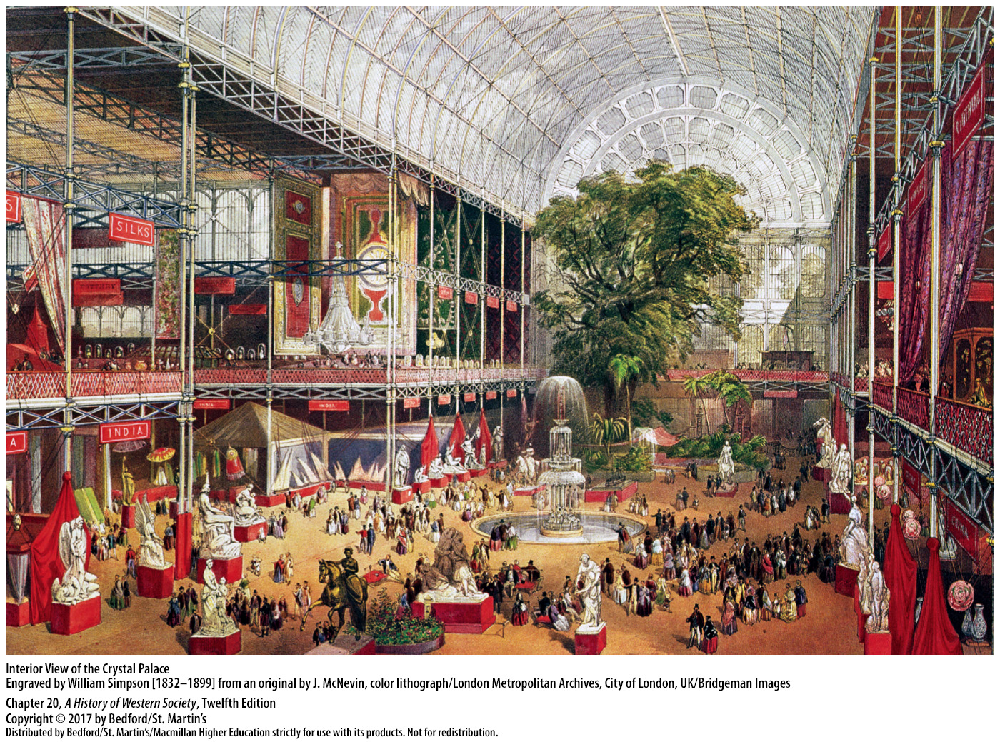 S
SILKS
INDIA
INDIA
INDIA
A
CHINA
Interior View of the Crystal Palace
Engraved by William Simpson [1832–1899] from an original by J. McNevin, color lithograph/London Metropolitan Archives, City of London, UK/Bridgeman Images
Chapter 20, A History of Western Society, Twelfth Edition
Copyright © 2017 by Bedford/St. Martin's
Distributed by Bedford/St. Martin's/Macmillan Higher Education strictly for use with its products. Not for redistribution.